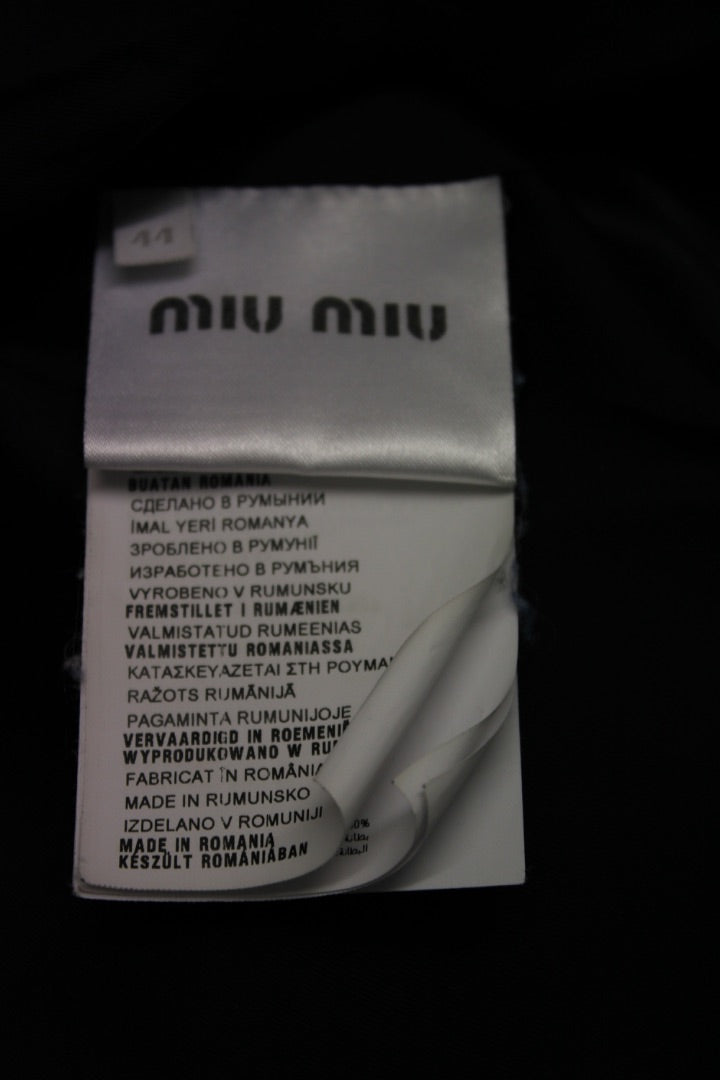 44
miu miu
BUATAN ROMANIA
СДЕЛАНО В РУМЫНИИ
İMAL YERİ ROMANYA
ЗРОБЛЕНО В РУМУНІЇ
ИЗРАБОТЕНО В РУМЪНИЯ
VYROBENO V RUMUNSKU
FREMSTILLET I RUMÆNIEN
VALMISTATUD RUMEENIAS
VALMISTETTU ROMANIASSA
ΚΑΤΑΣΚΕΥΑΖΕΤΑΙ ΣΤΗ
RAŽOTS RUMĀNIJĀ
PAGAMINTA RUMUNIJOJE
VERVAARDIGD IN
WYPRODUKOWANO W
FABRICAT ÎN ROMÂNIA
MADE IN RUMUNSKO
IZDELANO V ROMUNIJI
MADE IN ROMANIA
KÉSZÜLT ROMÁNIÁBAN